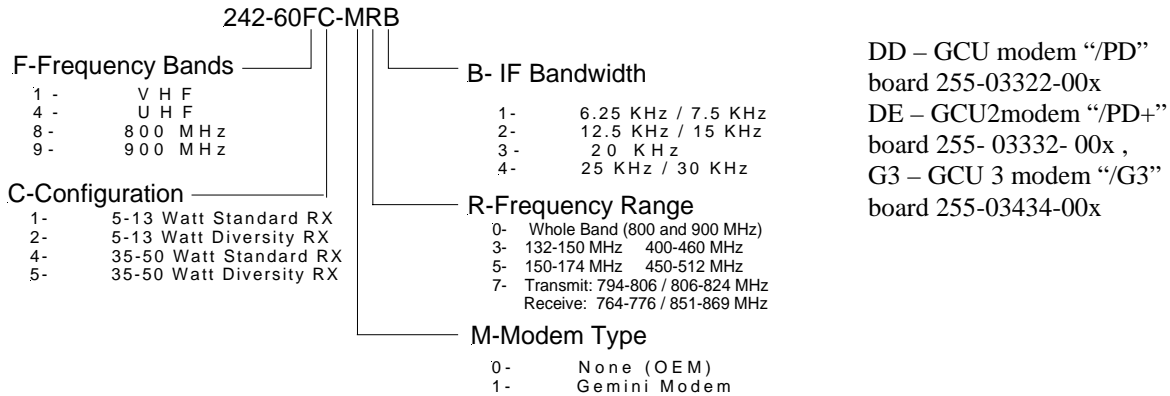 242-60FC-MRB
F-Frequency Bands
1 - V H F
4 - U H F
8 - 800 MHz
9 - 900 MHz
C-Configuration
1- 5-13 Watt Standard RX
2- 5-13 Watt Diversity RX
4- 35-50 Watt Standard RX
5- 35-50 Watt Diversity RX
B- IF Bandwidth
1- 6.25 KHz / 7.5 KHz
2- 12.5 KHz / 15 KHz
3 - 20 KHz
4- 25 KHz / 30 KHz
R-Frequency Range
0- Whole Band (800 and 900 MHz)
3- 132-150 MHz 400-460 MHz
5- 150-174 MHz 450-512 MHz
7- Transmit: 794-806 / 806-824 MHz
Receive: 764-776 / 851-869 MHz
M-Modem Type
0- None (OEM)
1- Gemini Modem
DD – GCU modem “/PD”
board 255-03322-00x
DE – GCU2modem “/PD+”
board 255- 03332- 00x ,
G3 – GCU 3 modem “/G3”
board 255-03434-00x